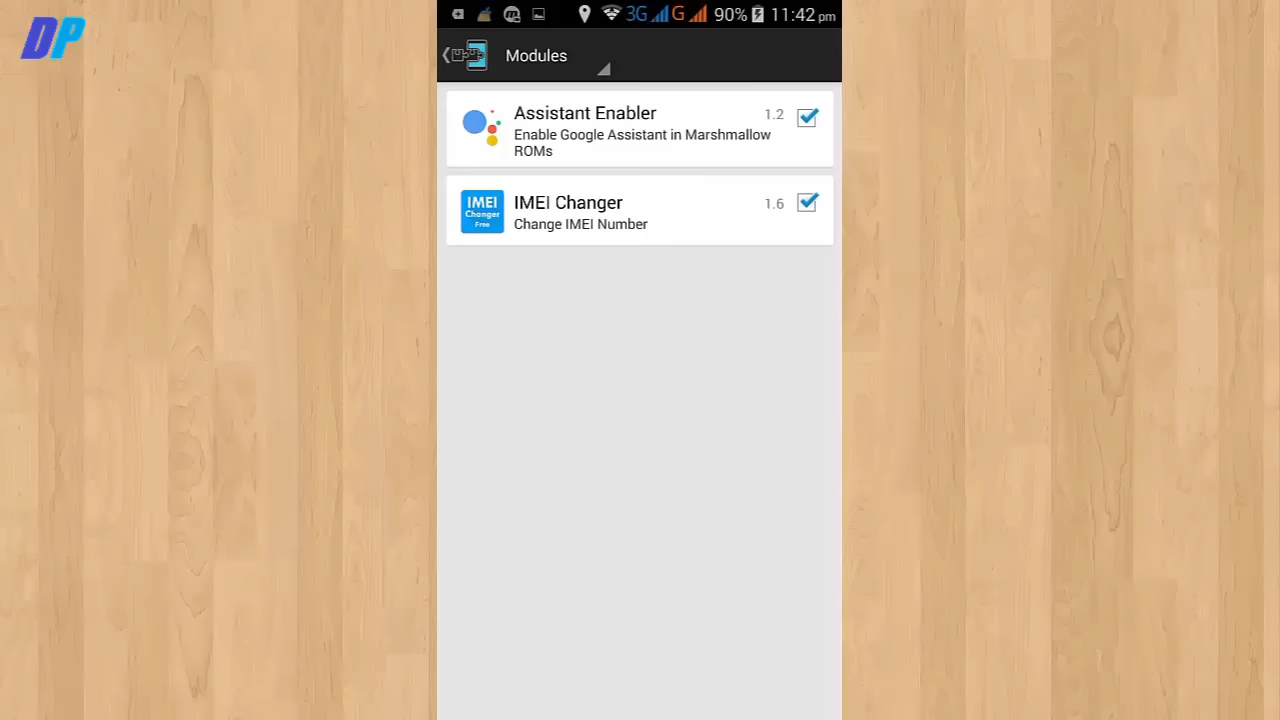 DP
3G G 90% 11:42 pm
Modules
Assistant Enabler 1.2
Enable Google Assistant in Marshmallow
ROMs
IMEI
Changer
Free
IMEI Changer 1.6
Change IMEI Number